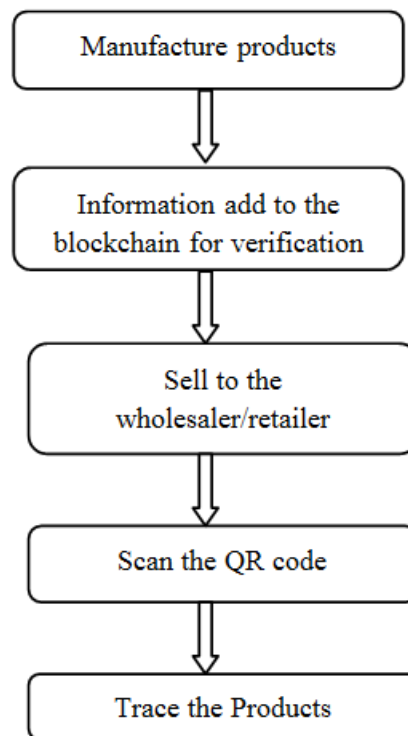 Manufacture products
Information add to the
blockchain for verification
Sell to the
wholesaler/retailer
Scan the QR code
Trace the Products